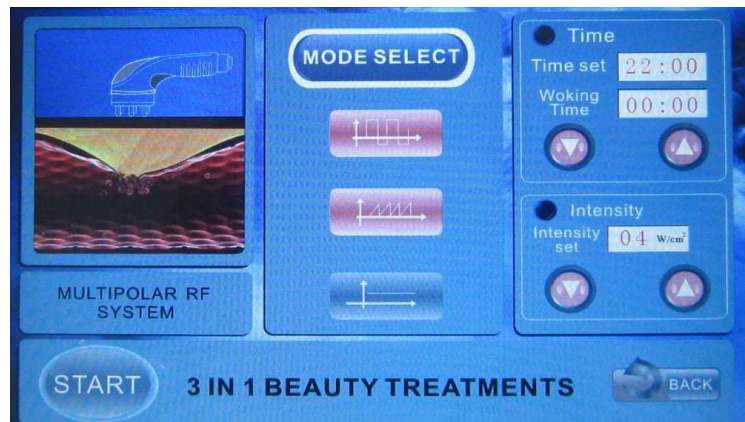 MODE SELECT
MULTIPOLAR RF
SYSTEM
Time
Time set 22:00
Woking
Time 00:00
Intensity
Intensity
set 04 W/cm²
START
3 IN 1 BEAUTY TREATMENTS
BACK